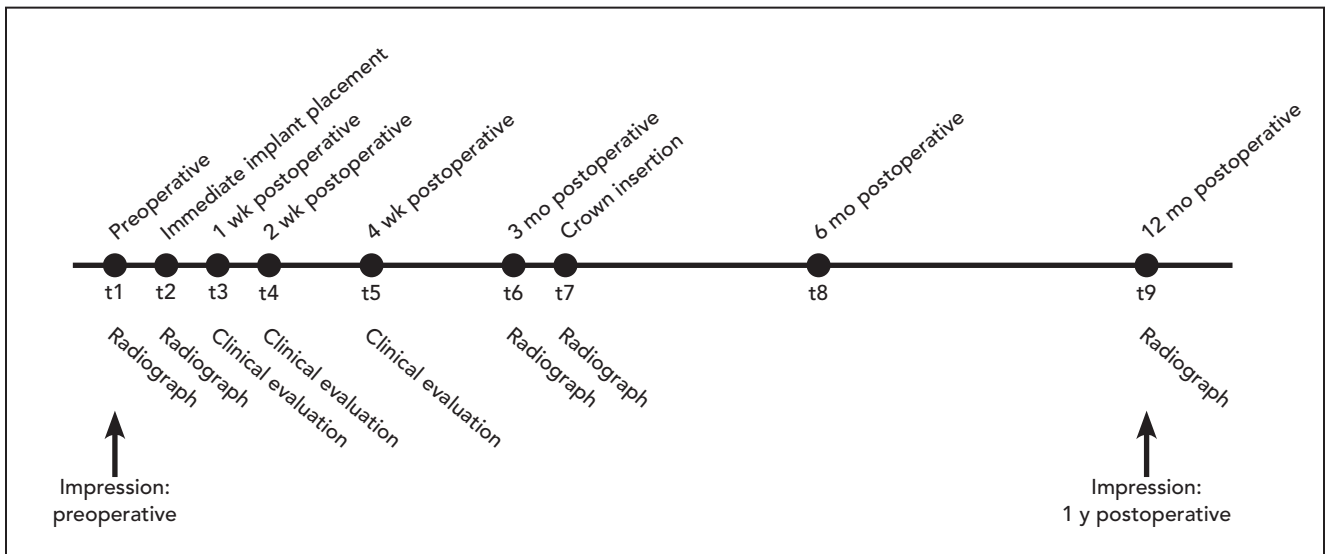 Preoperative
Immediate implant placement
1 wk postoperative
2 wk postoperative
4 wk postoperative
3 mo postoperative
Crown insertion
6 mo postoperative
12 mo postoperative
t1 t2 t3 t4 t5 t6 t7 t8 t9
Radiograph
Radiograph
Clinical evaluation
Clinical evaluation
Clinical evaluation
Radiograph
Radiograph
Radiograph
Impression:
preoperative
Impression:
1 y postoperative